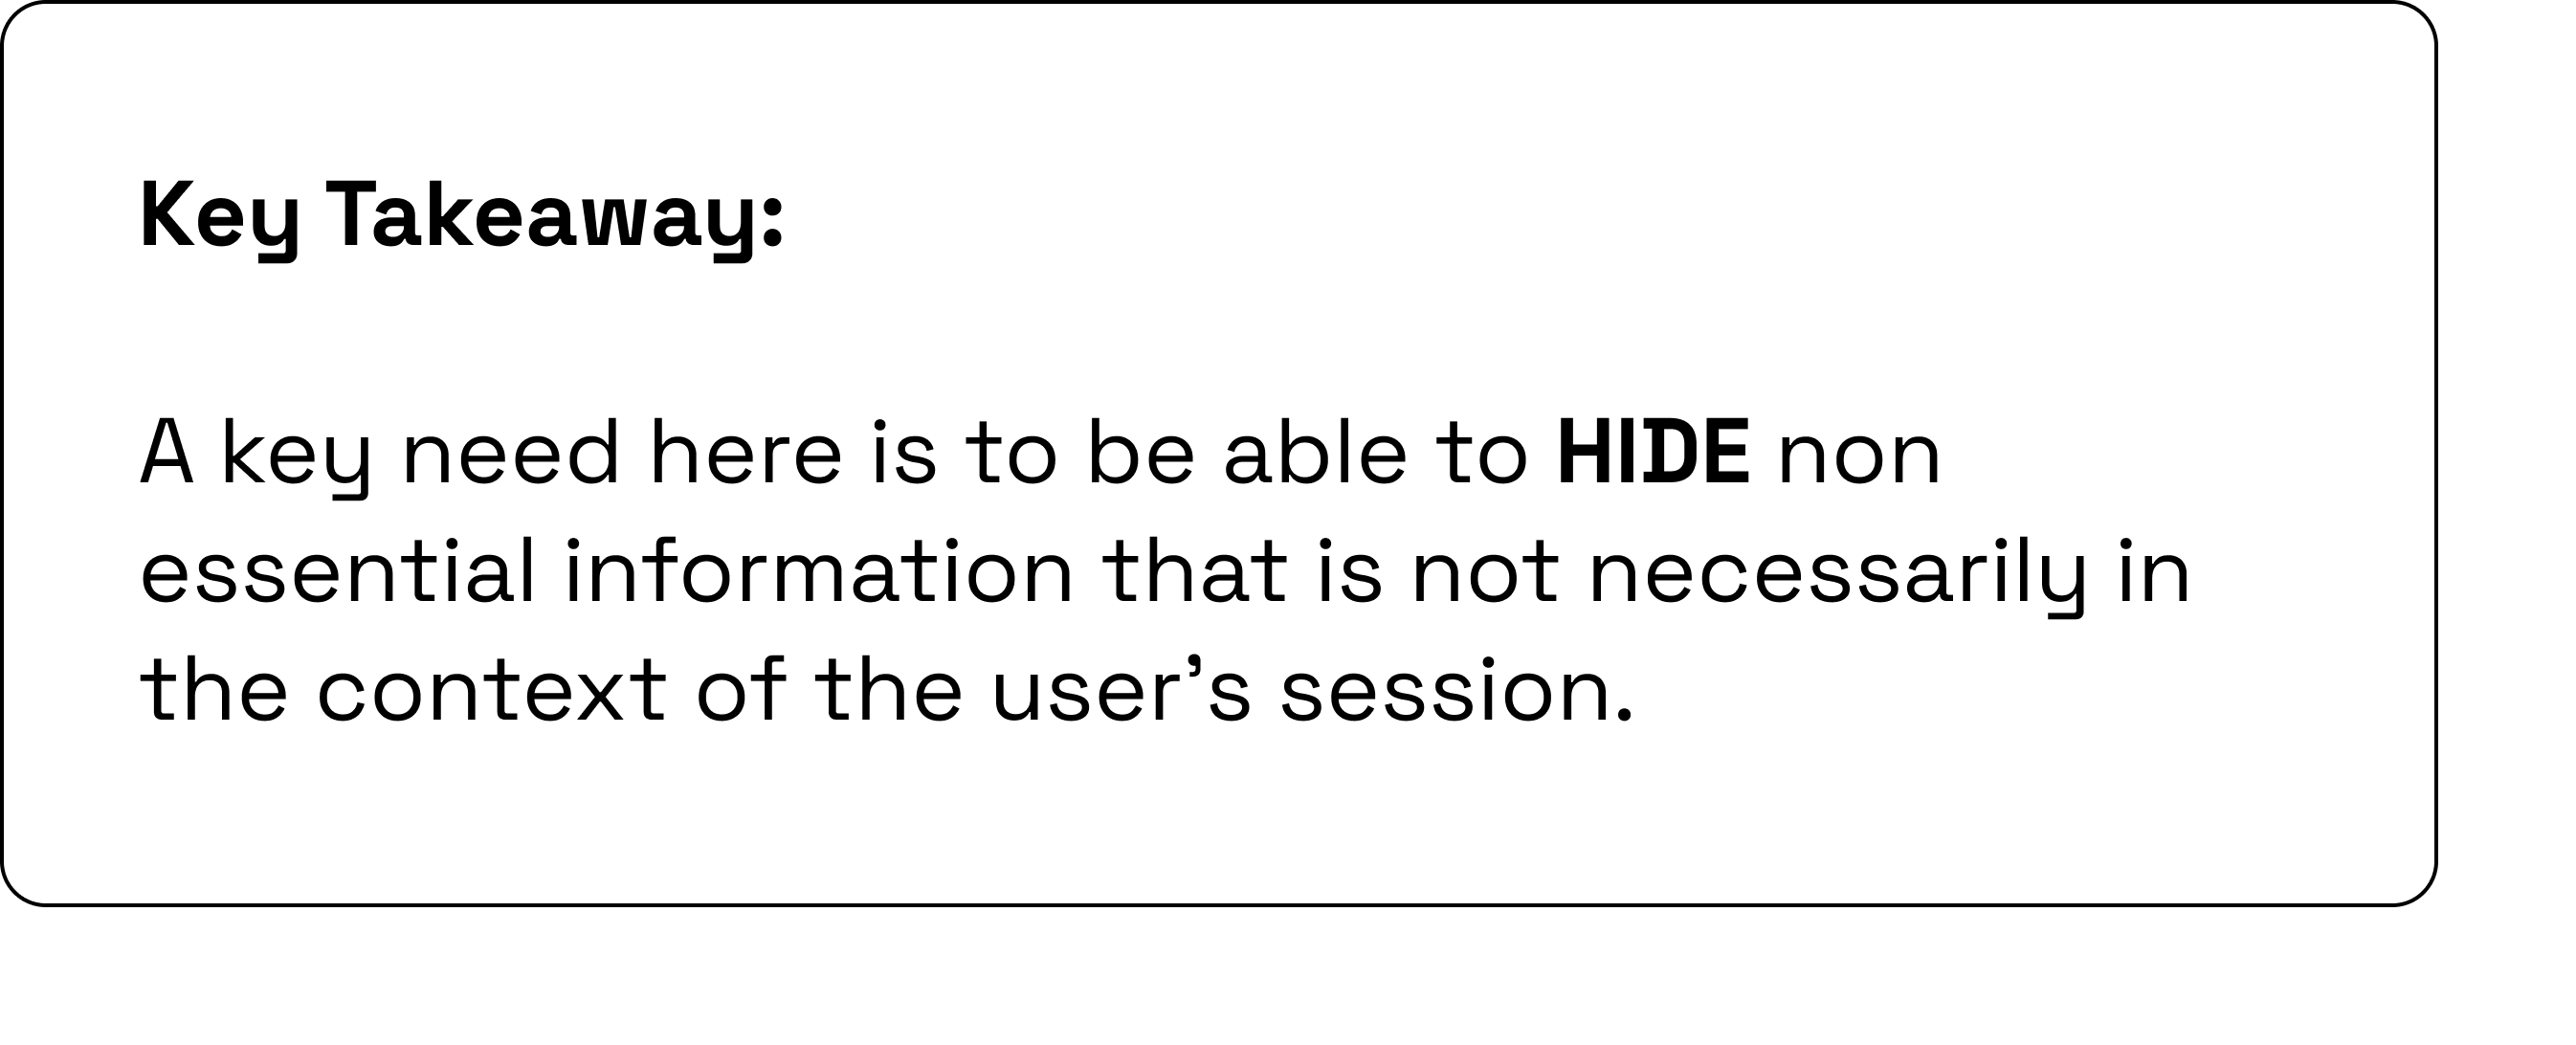 Key Takeaway:
A key need here is to be able to HIDE non
essential information that is not necessarily in
the context of the user’s session.